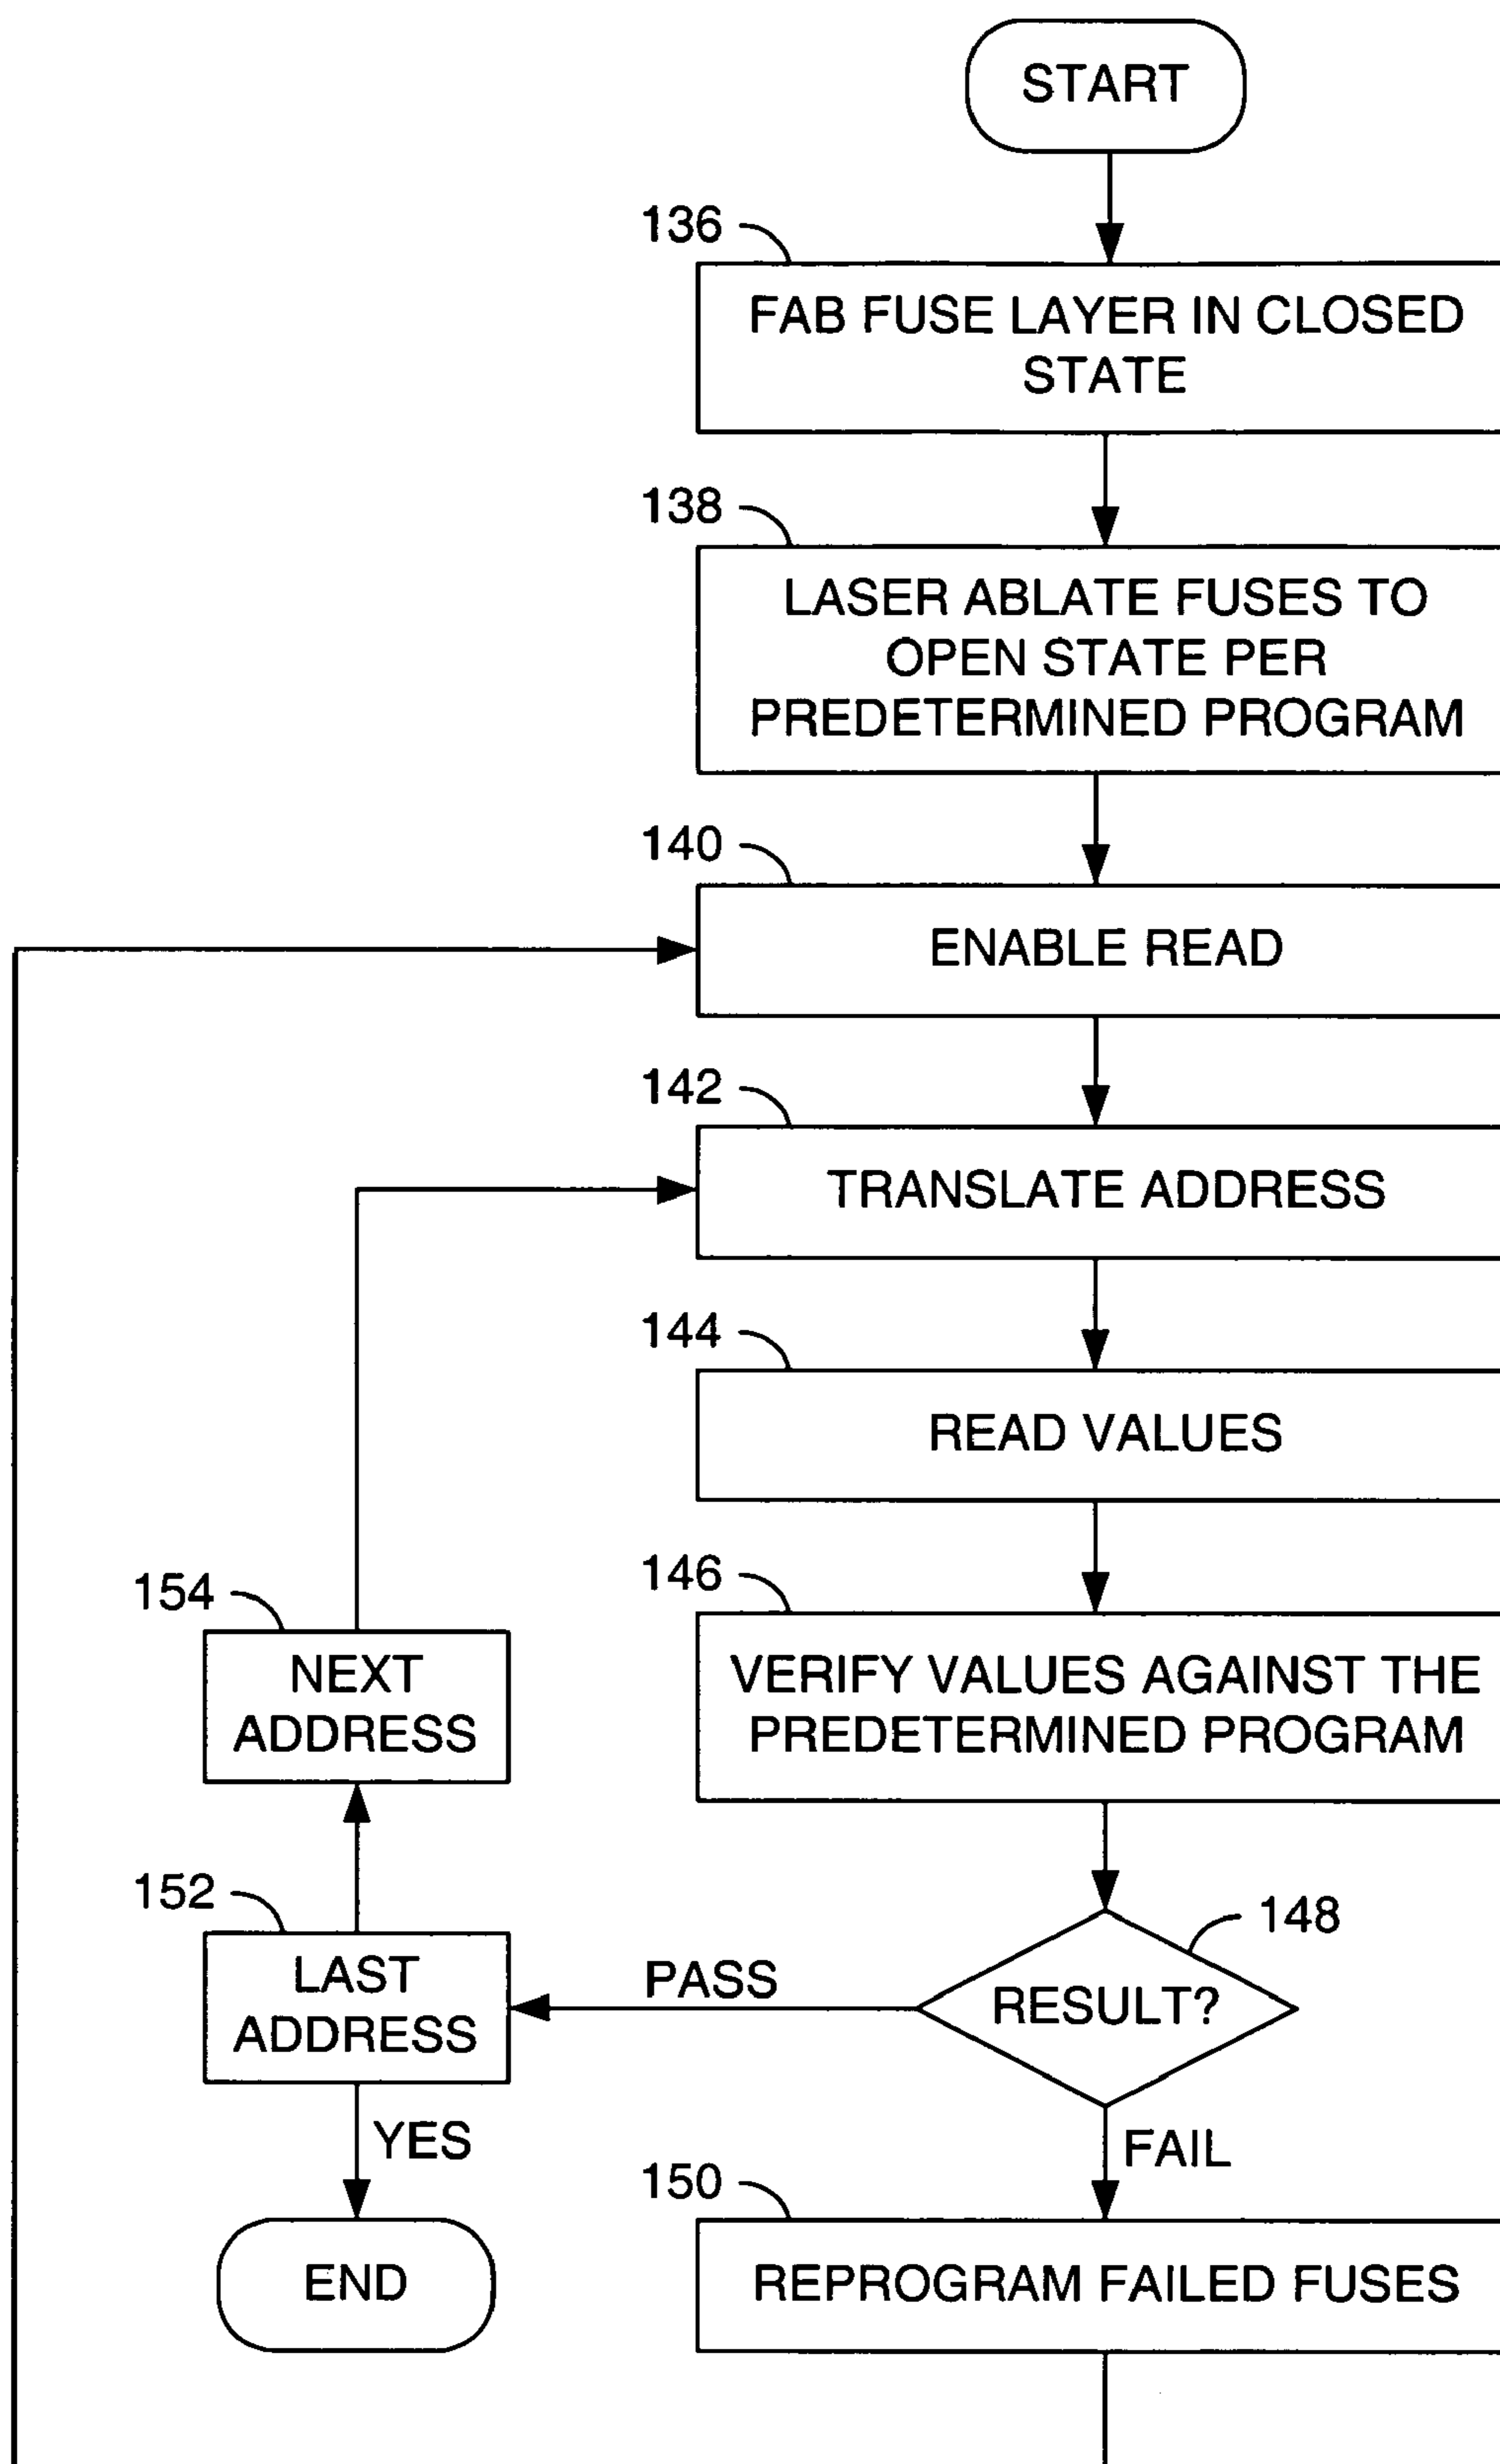 START
136
FAB FUSE LAYER IN CLOSED
STATE
138
LASER ABLATE FUSES TO
OPEN STATE PER
PREDETERMINED PROGRAM
140
ENABLE READ
142
TRANSLATE ADDRESS
144
READ VALUES
146
VERIFY VALUES AGAINST THE
PREDETERMINED PROGRAM
154
NEXT
ADDRESS
152
LAST
ADDRESS
PASS
148
RESULT?
YES
FAIL
150
END
REPROGRAM FAILED FUSES